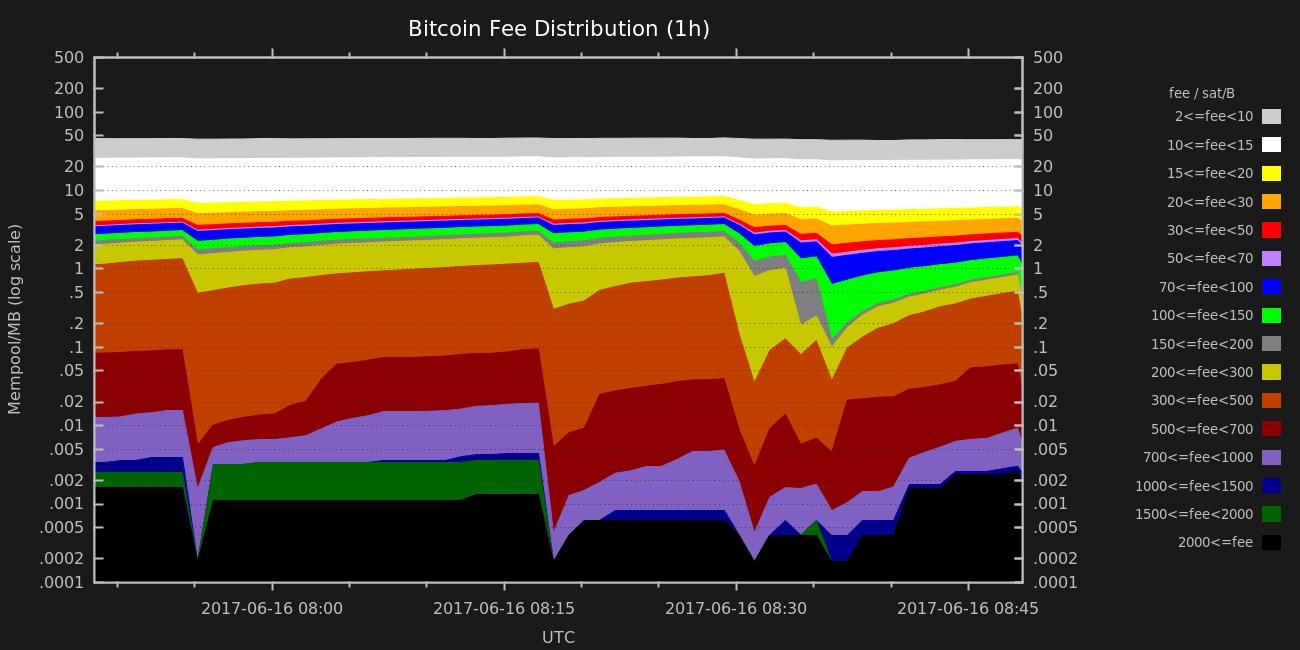 Bitcoin Fee Distribution (1h)
500
200
100
50
20
10
5
2
1
.5
.2
.1
.05
.02
.01
.005
.002
.001
.0005
.0002
.0001
Mempool/MB (log scale)
500
200
100
50
20
10
5
2
1
.5
.2
.1
.05
.02
.01
.005
.002
.001
.0005
.0002
.0001
2017-06-16 08:00 2017-06-16 08:15 2017-06-16 08:30 2017-06-16 08:45
UTC
fee / sat/B
2<=fee<10
10<=fee<15
15<=fee<20
20<=fee<30
30<=fee<50
50<=fee<70
70<=fee<100
100<=fee<150
150<=fee<200
200<=fee<300
300<=fee<500
500<=fee<700
700<=fee<1000
1000<=fee<1500
1500<=fee<2000
2000<=fee